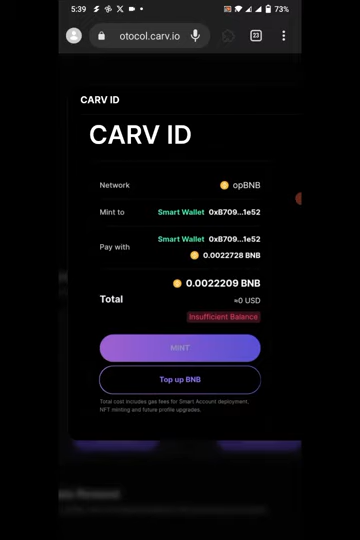 5:39
73%
otocol.carv.io
23
CARV ID
CARV ID
Network
opBNB
Mint to
Smart Wallet 0xB709...1e52
Pay with
Smart Wallet 0xB709...1e52
0.0022728 BNB
Total
0.0022209 BNB
≈0 USD
Insufficient Balance
MINT
Top up BNB
Total cost includes gas fees for Smart Account deployment,
NFT minting and future profile upgrades.